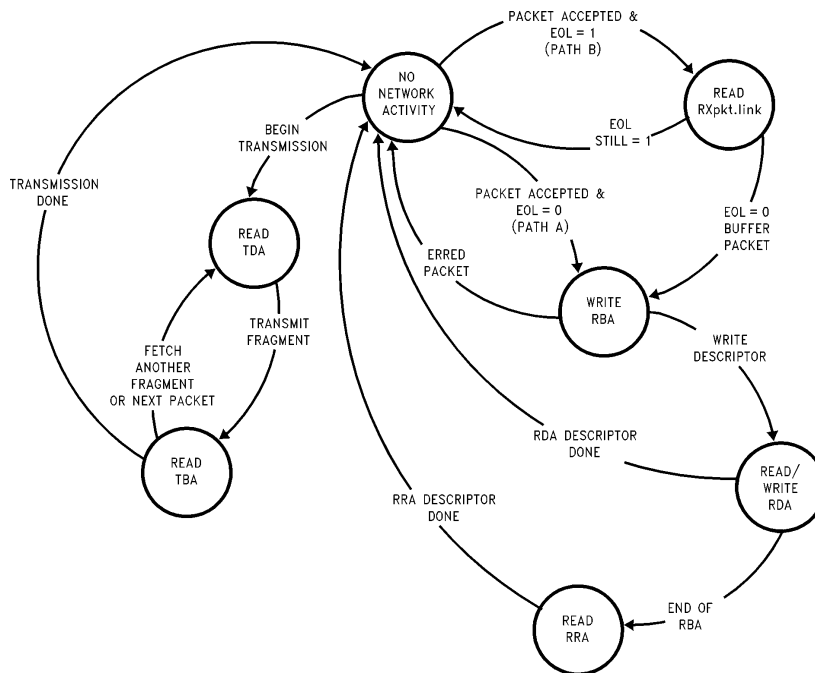 PACKET ACCEPTED &
EOL = 1
(PATH B)
NO
NETWORK
ACTIVITY
READ
RXpkt.link
EOL
STILL = 1
BEGIN
TRANSMISSION
TRANSMISSION
DONE
PACKET ACCEPTED &
EOL = 0
(PATH A)
EOL = 0
BUFFER
PACKET
READ
TDA
ERRED
PACKET
WRITE
RBA
TRANSMIT
FRAGMENT
WRITE
DESCRIPTOR
FETCH
ANOTHER
FRAGMENT
OR NEXT PACKET
RDA DESCRIPTOR
DONE
READ
TBA
READ/
WRITE
RDA
RRA DESCRIPTOR
DONE
END OF
RBA
READ
RRA